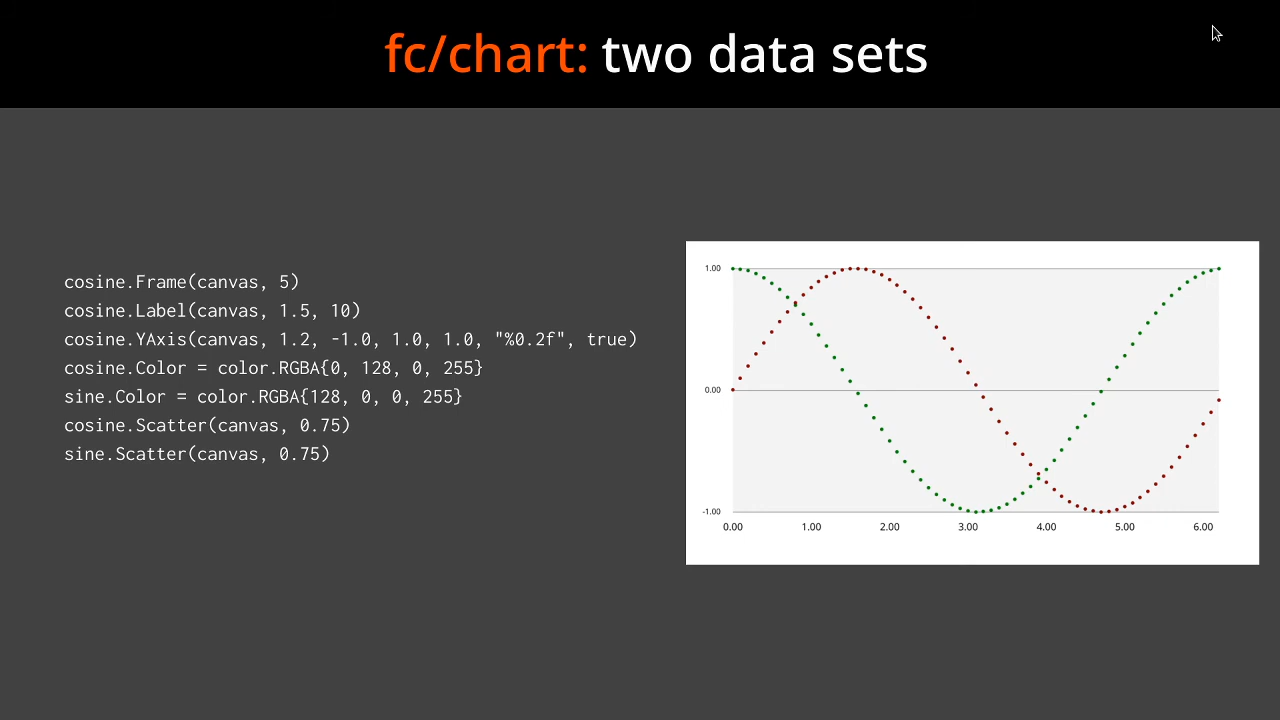 fc/chart: two data sets
cosine.Frame(canvas, 5)
cosine.Label(canvas, 1.5, 10)
cosine.YAxis(canvas, 1.2, -1.0, 1.0, 1.0, "%0.2f", true)
cosine.Color = color.RGBA{0, 128, 0, 255}
sine.Color = color.RGBA{128, 0, 0, 255}
cosine.Scatter(canvas, 0.75)
sine.Scatter(canvas, 0.75)
1.00
0.00
-1.00
0.00 1.00 2.00 3.00 4.00 5.00 6.00